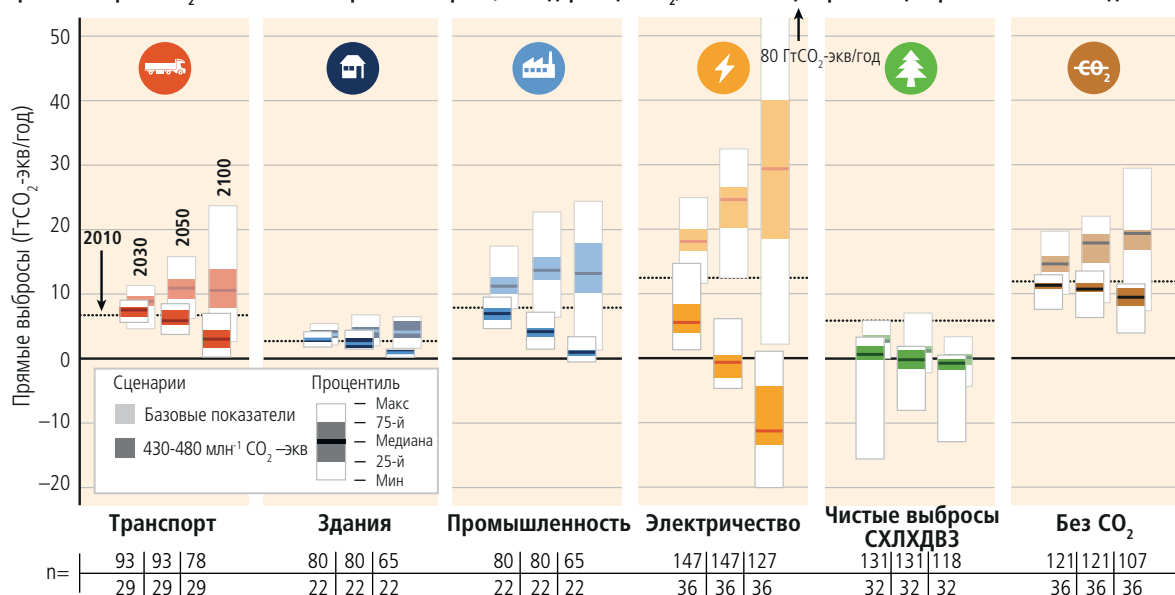 50
40
30
20
10
0
−10
−20
Прямые выбросы (ГтCO₂-экв/год)
80 ГтCO₂-экв/год
CO₂
2010
2030
2050
2100
Сценарии
Базовые показатели
430-480 млн⁻¹ CO₂ –экв
Процентиль
Макс
75-й
Медиана
25-й
Мин
Транспорт
Здания
Промышленность
Электричество
Чистые выбросы
СХЛХДВЗ
Без CO₂
n=
93 93 78 80 80 65 80 80 65 147 147 127 131 131 118 121 121 107
29 29 29 22 22 22 22 22 22 36 36 36 32 32 32 36 36 36